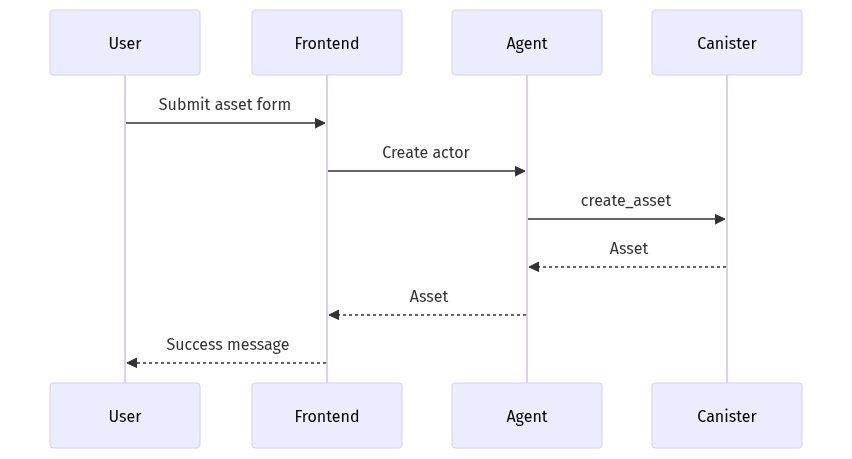 User
Frontend
Agent
Canister
Submit asset form
Create actor
create_asset
Asset
Asset
Success message
User
Frontend
Agent
Canister